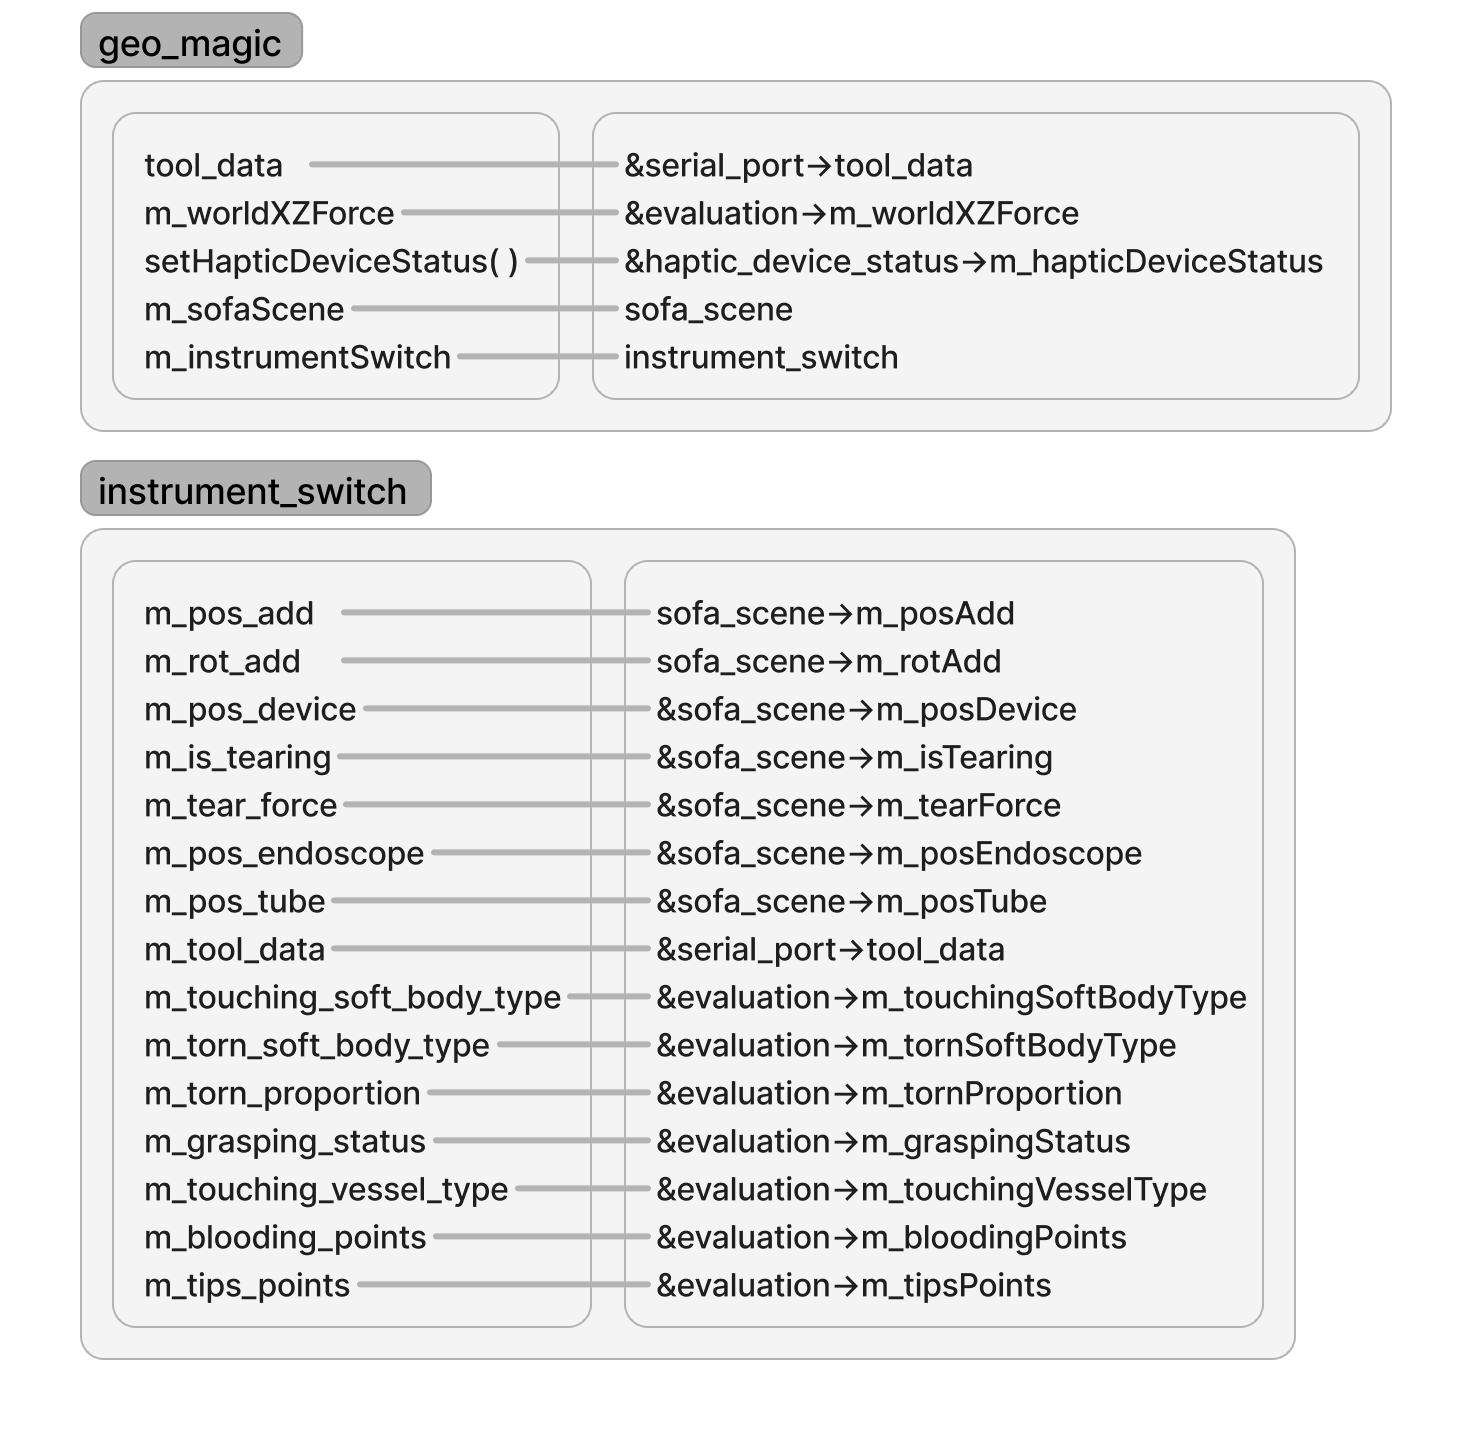 geo_magic
tool_data &serial_port→tool_data
m_worldXZForce &evaluation→m_worldXZForce
setHapticDeviceStatus( ) &haptic_device_status→m_hapticDeviceStatus
m_sofaScene sofa_scene
m_instrumentSwitch instrument_switch
instrument_switch
m_pos_add sofa_scene→m_posAdd
m_rot_add sofa_scene→m_rotAdd
m_pos_device &sofa_scene→m_posDevice
m_is_tearing &sofa_scene→m_isTearing
m_tear_force &sofa_scene→m_tearForce
m_pos_endoscope &sofa_scene→m_posEndoscope
m_pos_tube &sofa_scene→m_posTube
m_tool_data &serial_port→tool_data
m_touching_soft_body_type &evaluation→m_touchingSoftBodyType
m_torn_soft_body_type &evaluation→m_tornSoftBodyType
m_torn_proportion &evaluation→m_tornProportion
m_grasping_status &evaluation→m_graspingStatus
m_touching_vessel_type &evaluation→m_touchingVesselType
m_blooding_points &evaluation→m_bloodingPoints
m_tips_points &evaluation→m_tipsPoints